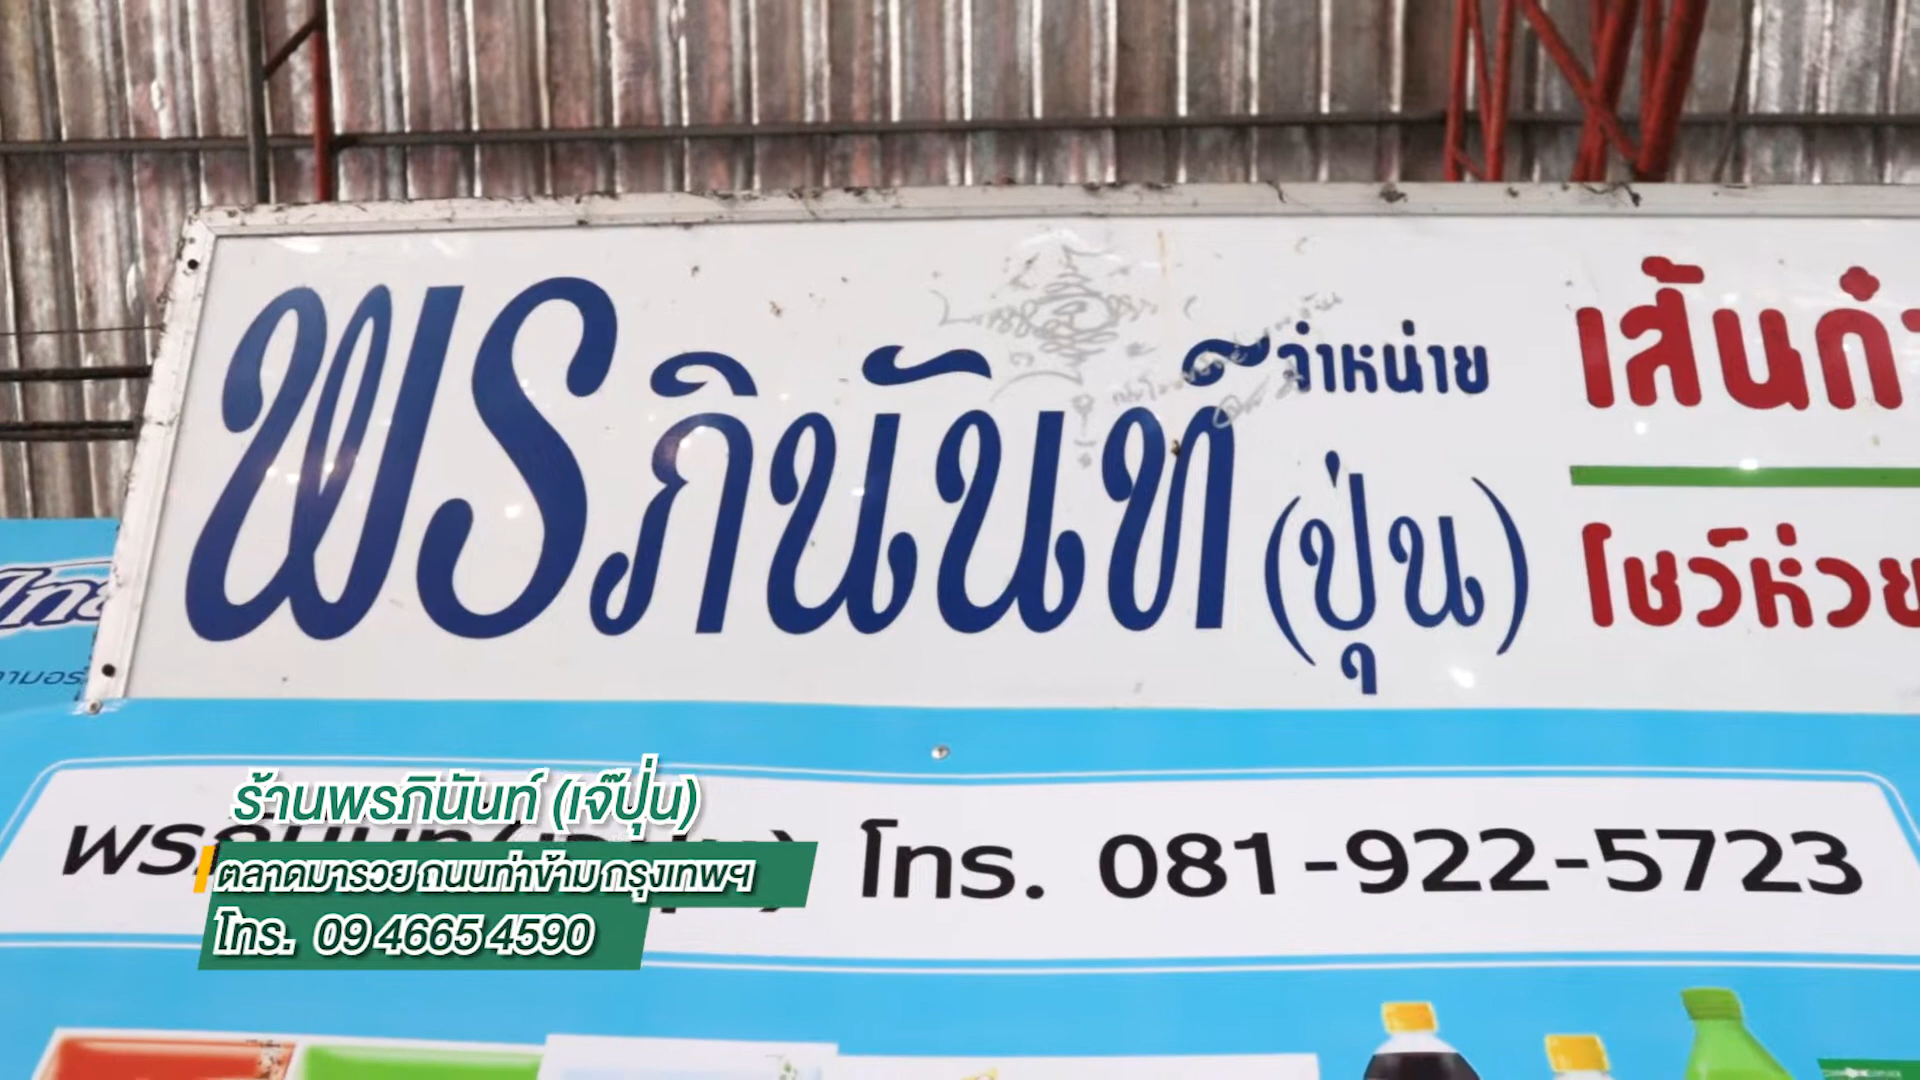 พรภินันท์ จำหน่าย
(ปุ่น)
เส้นก๋
โชว์ห่วย
ไทย
ร้านพรภินันท์ (เจ๊ปุ่น)
ตลาดมารวย ถนนท่าข้าม กรุงเทพฯ
โทร. 09 4665 4590
โทร. 081-922-5723